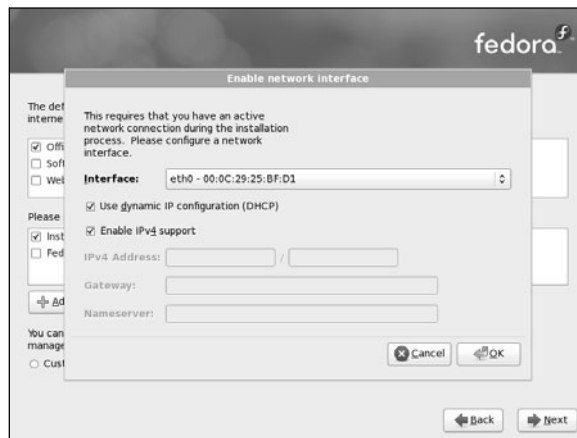 fedora
Enable network interface
The def
interne
This requires that you have an active
network connection during the installation
process. Please configure a network
interface.
Offi
Soft
Web
Interface: eth0 - 00:0C:29:25:BF:D1
Use dynamic IP configuration (DHCP)
Please
Enable IPv4 support
Inst
Fed
IPv4 Address: /
Gateway:
Ad
Nameserver:
You can
manage
Cust
Cancel OK
Back Next